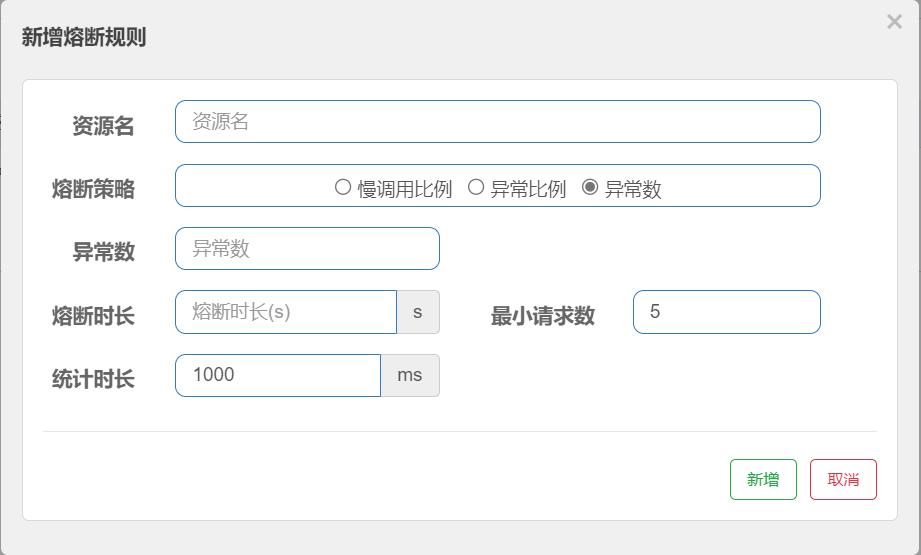 新增熔断规则
×
资源名 资源名
熔断策略 慢调用比例 异常比例 异常数
异常数 异常数
熔断时长 熔断时长(s) s 最小请求数 5
统计时长 1000 ms
新增 取消